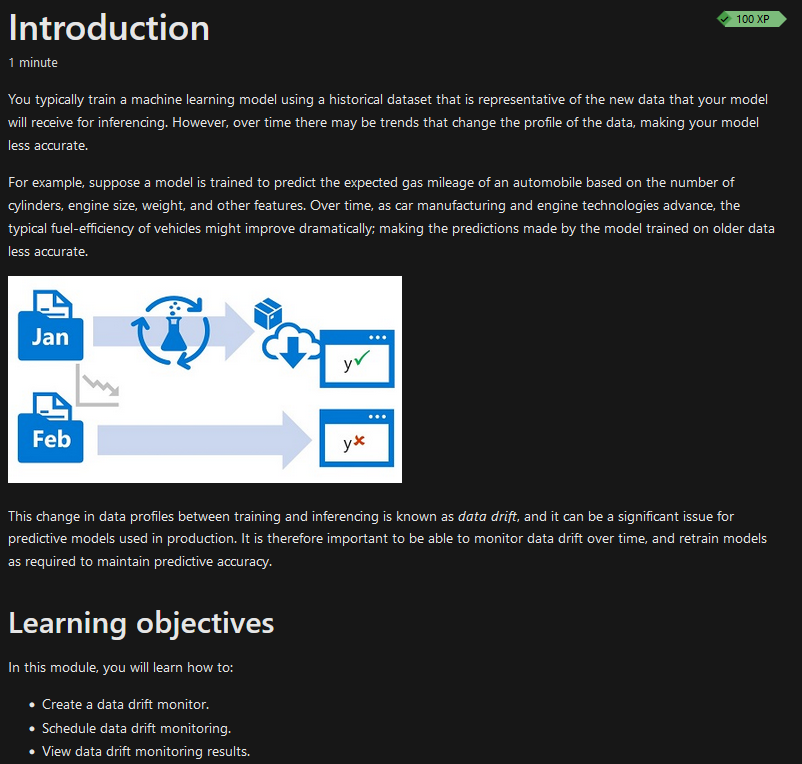 Introduction
100 XP
1 minute
You typically train a machine learning model using a historical dataset that is representative of the new data that your model
will receive for inferencing. However, over time there may be trends that change the profile of the data, making your model
less accurate.
For example, suppose a model is trained to predict the expected gas mileage of an automobile based on the number of
cylinders, engine size, weight, and other features. Over time, as car manufacturing and engine technologies advance, the
typical fuel-efficiency of vehicles might improve dramatically; making the predictions made by the model trained on older data
less accurate.
Jan
y
Feb
y
This change in data profiles between training and inferencing is known as data drift, and it can be a significant issue for
predictive models used in production. It is therefore important to be able to monitor data drift over time, and retrain models
as required to maintain predictive accuracy.
Learning objectives
In this module, you will learn how to:
• Create a data drift monitor.
• Schedule data drift monitoring.
• View data drift monitoring results.